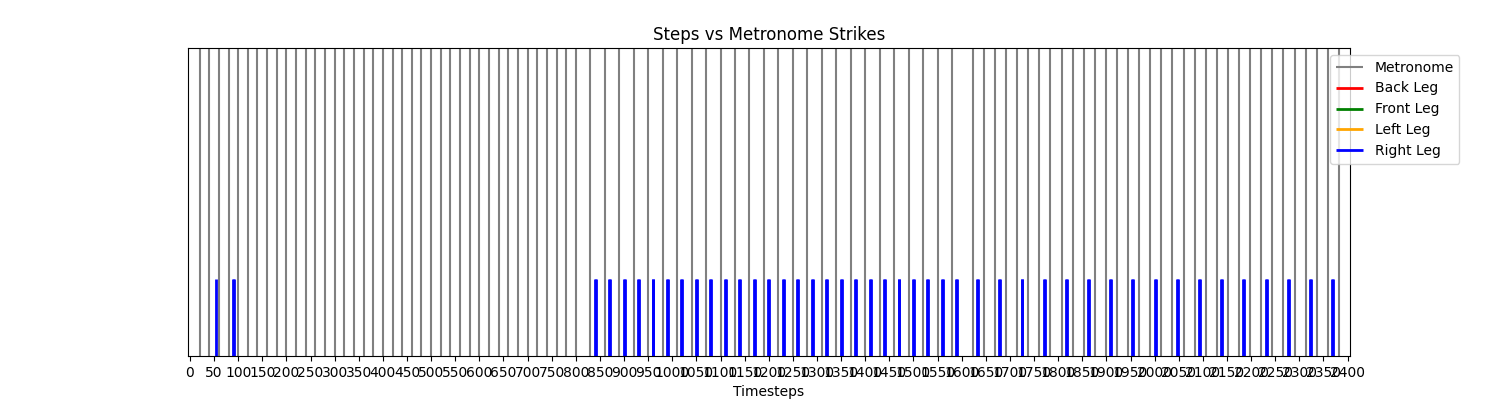 Steps vs Metronome Strikes
Metronome
Back Leg
Front Leg
Left Leg
Right Leg
0 50 100 150 200 250 300 350 400 450 500 550 600 650 700 750 800 850 900 950 1000 1050 1100 1150 1200 1250 1300 1350 1400 1450 1500 1550 1600 1650 1700 1750 1800 1850 1900 1950 2000 2050 2100 2150 2200 2250 2300 2350 2400
Timesteps